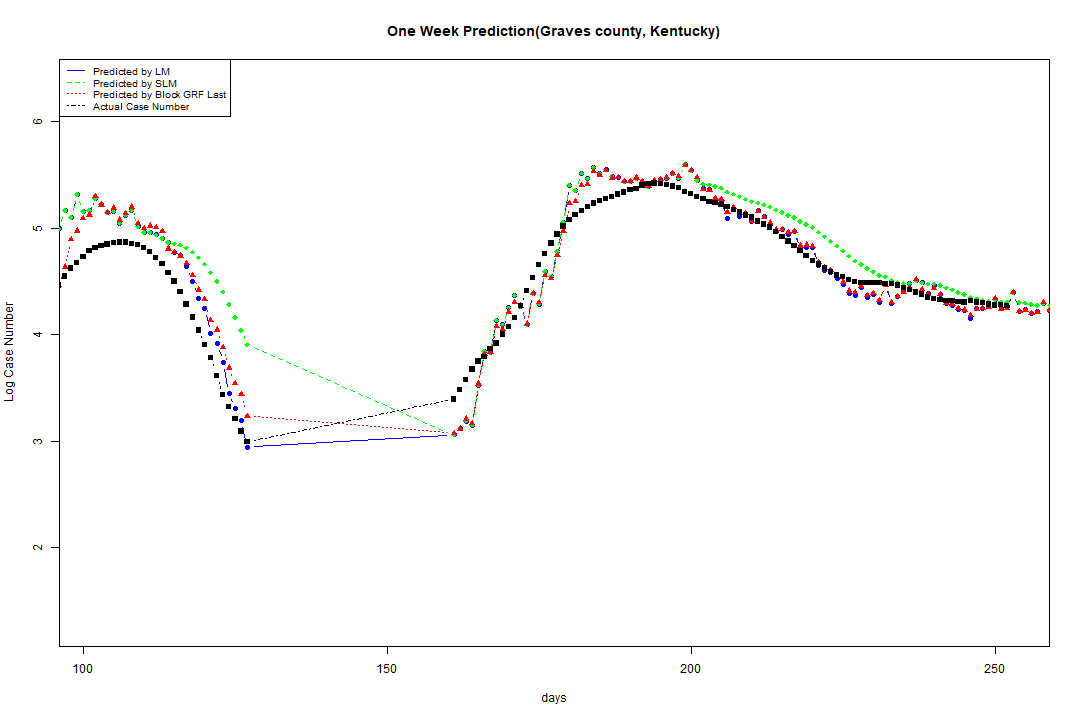 One Week Prediction(Graves county, Kentucky)
Predicted by LM
Predicted by SLM
Predicted by Block GRF Last
Actual Case Number
6
5
4
3
2
Log Case Number
100 150 200 250
days